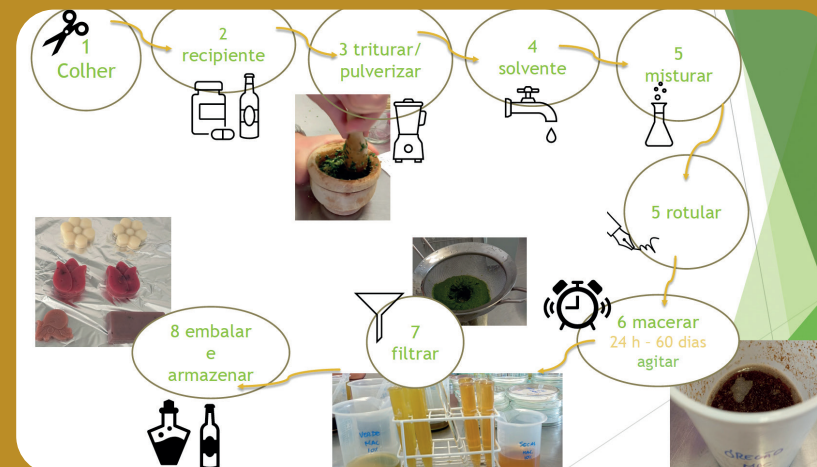 1
Colher
2
recipiente
3 triturar/
pulverizar
4
solvente
5
misturar
5 rotular
6 macerar
24 h - 60 dias
agitar
7
filtrar
8 embalar
e
armazenar
OREGÃO